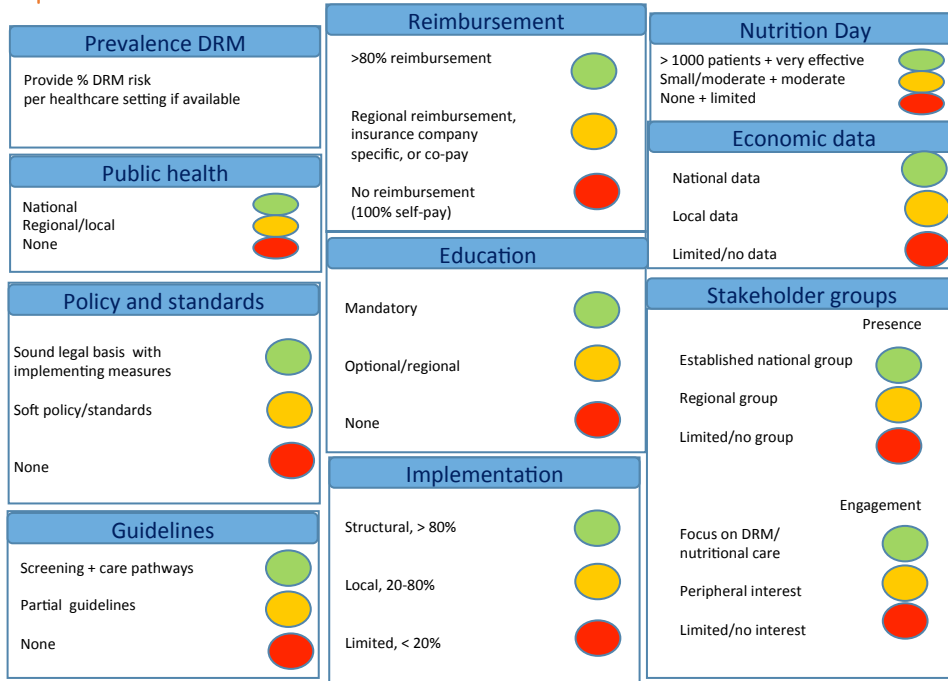 Prevalence DRM
Provide % DRM risk
per healthcare setting if available
Public health
National
Regional/local
None
Policy and standards
Sound legal basis with
implementing measures
Soft policy/standards
None
Guidelines
Screening + care pathways
Partial guidelines
None
Reimbursement
>80% reimbursement
Regional reimbursement,
insurance company
specific, or co-pay
No reimbursement
(100% self-pay)
Education
Mandatory
Optional/regional
None
Implementation
Structural, > 80%
Local, 20-80%
Limited, < 20%
Nutrition Day
> 1000 patients + very effective
Small/moderate + moderate
None + limited
Economic data
National data
Local data
Limited/no data
Stakeholder groups
Presence
Established national group
Regional group
Limited/no group
Engagement
Focus on DRM/
nutritional care
Peripheral interest
Limited/no interest